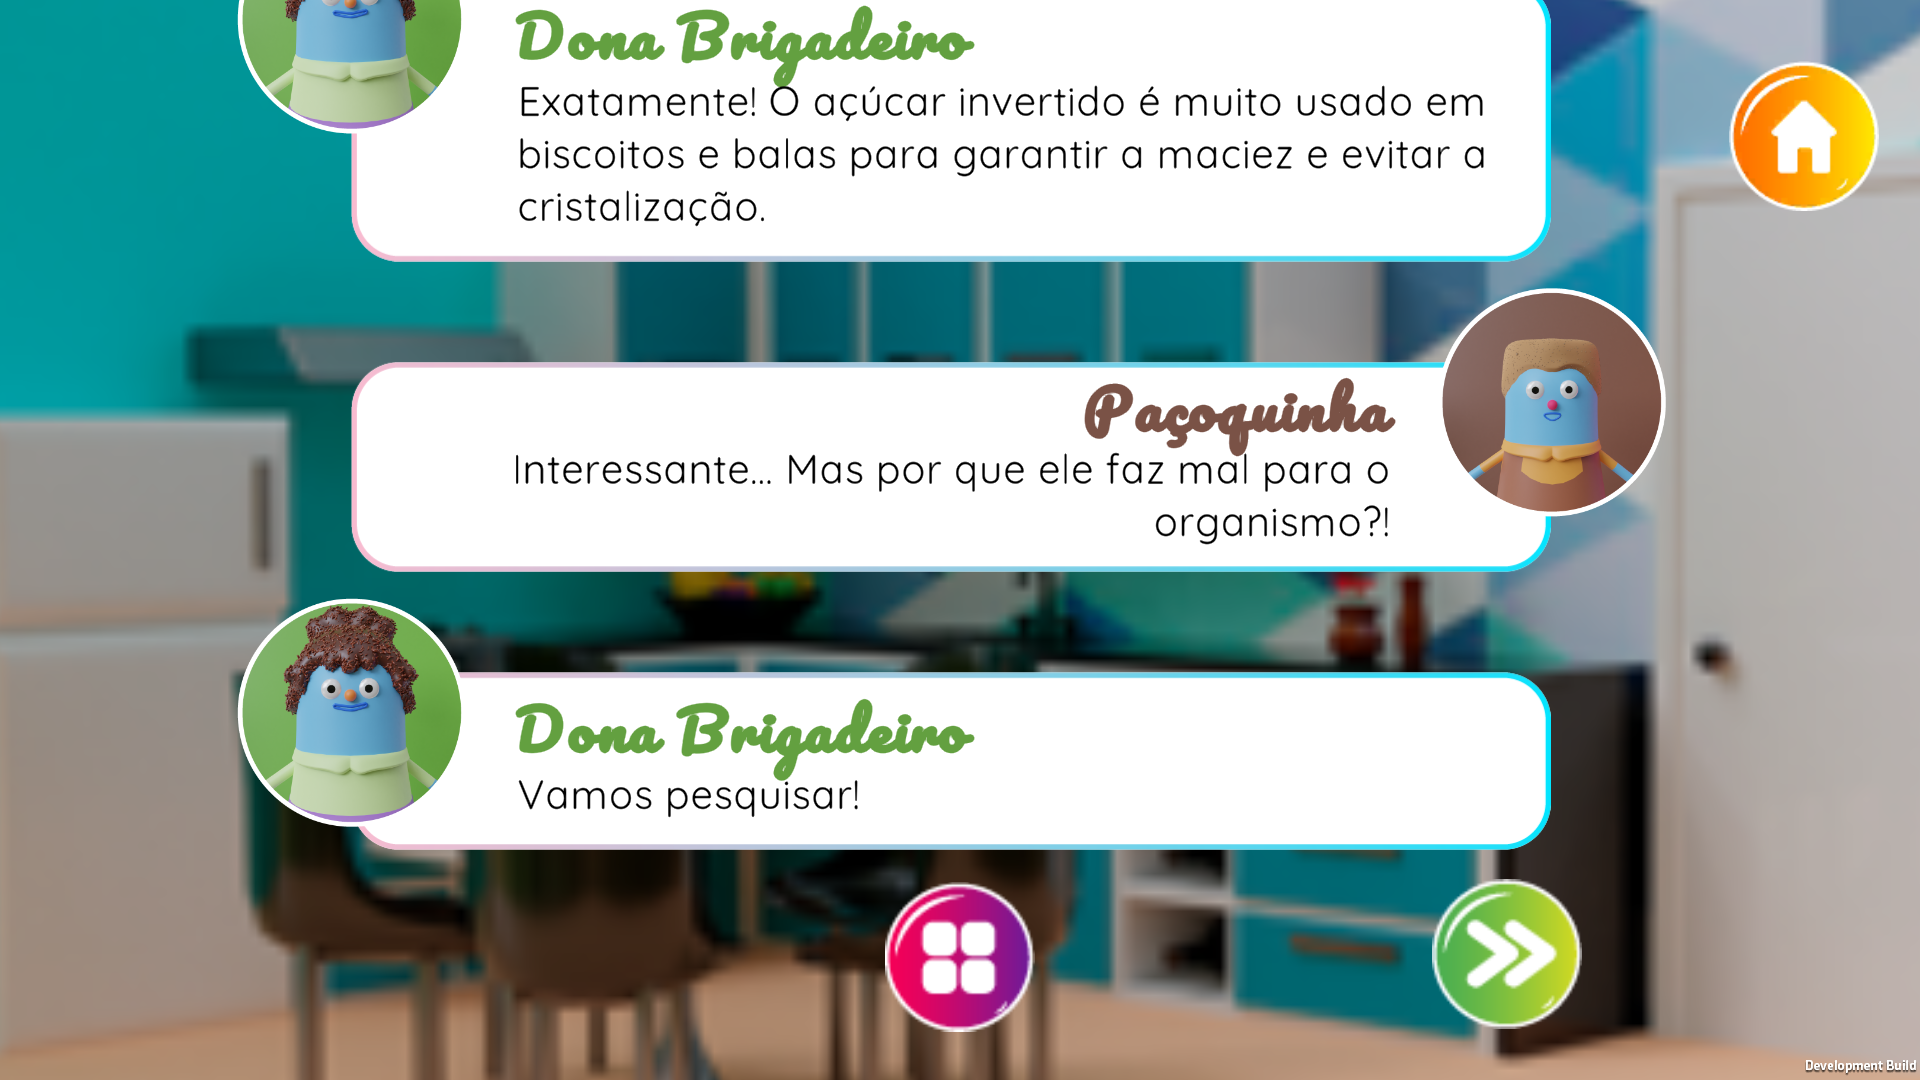 Dona Brigadeiro
Exatamente! O açúcar invertido é muito usado em
biscoitos e balas para garantir a maciez e evitar a
cristalização.
Paçoquinha
Interessante... Mas por que ele faz mal para o
organismo?!
Dona Brigadeiro
Vamos pesquisar!
Development Build